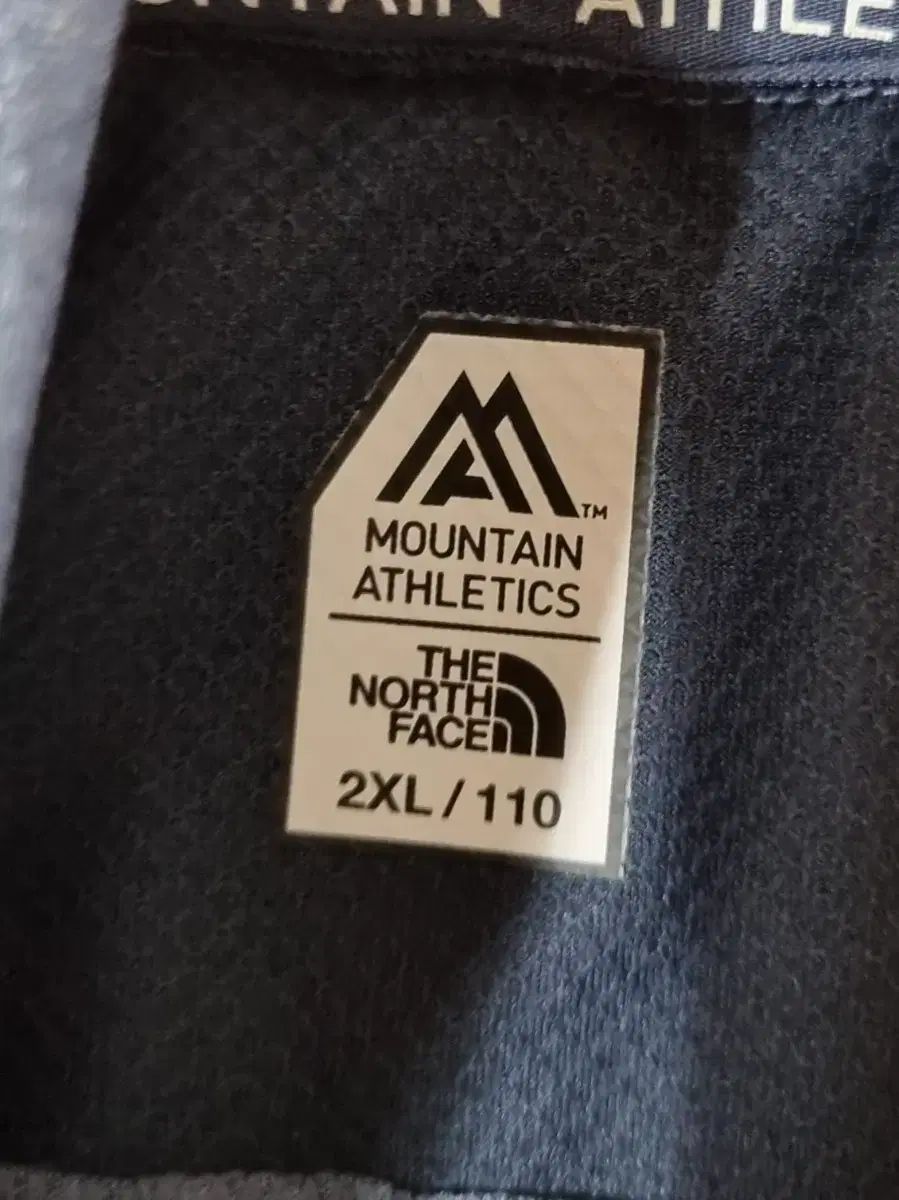 MOUNTAIN
ATHLETICS
THE
NORTH
FACE
2XL / 110